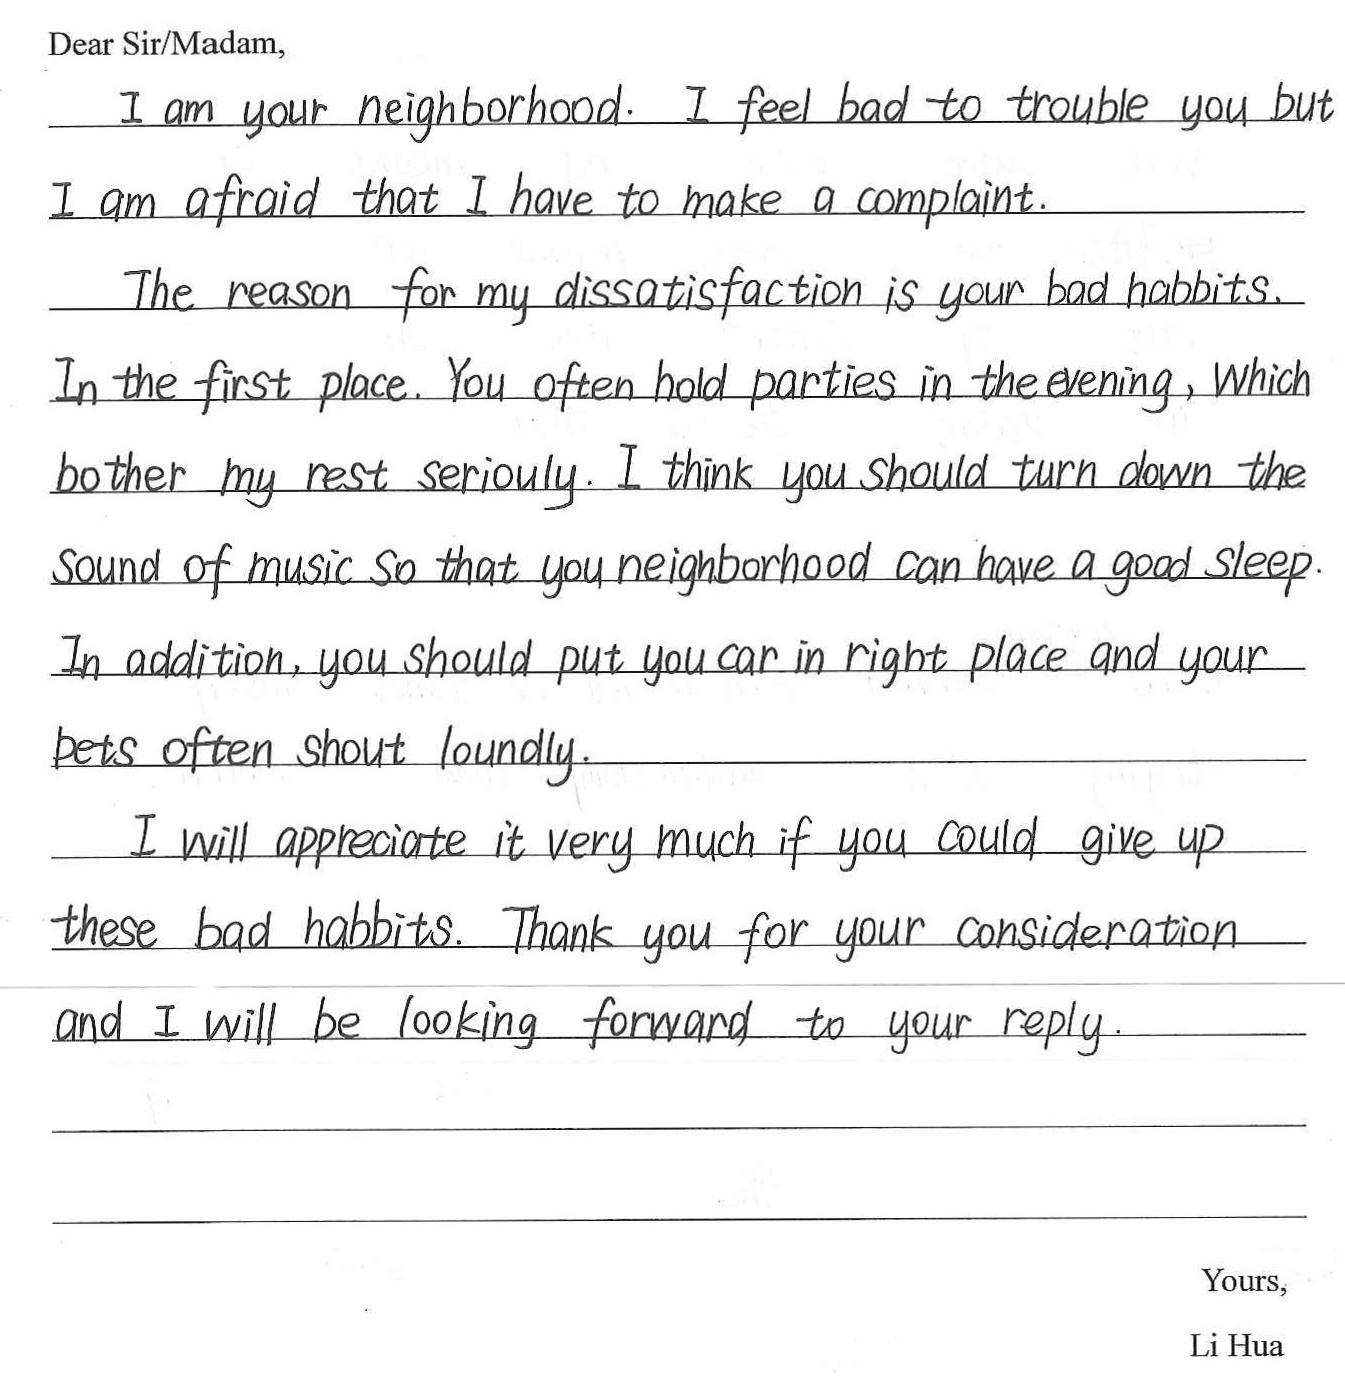 Dear Sir/Madam,
I am your neighborhood. I feel bad to trouble you but
I am afraid that I have to make a complaint.
The reason for my dissatisfaction is your bad habbits.
In the first place. You often hold parties in the evening, Which
bother my rest seriouly. I think you should turn down the
sound of music so that you neighborhood can have a good sleep.
In addition, you should put you car in right place and your
pets often shout loundly.
I will appreciate it very much if you could give up
these bad habbits. Thank you for your consideration
and I will be looking forward to your reply.
Yours,
Li Hua